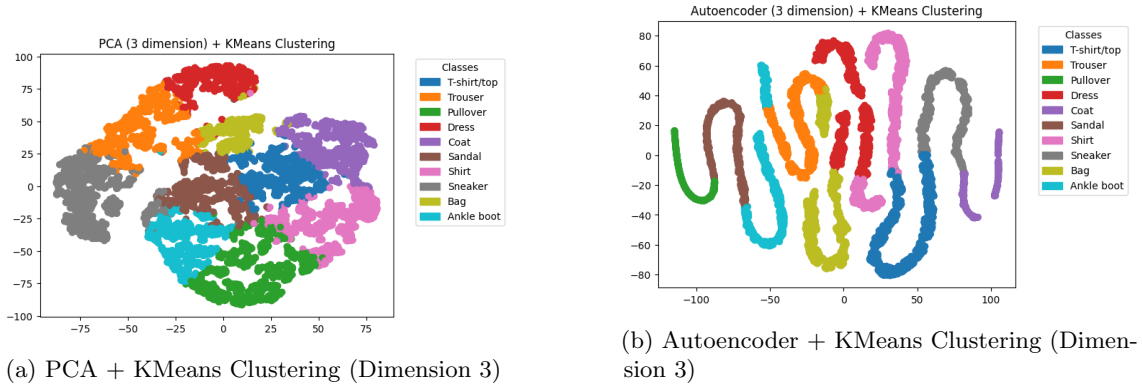 PCA (3 dimension) + KMeans Clustering
100
75
50
25
0
−25
−50
−75
−100
−75
−50
−25
0
25
50
75
Classes
T-shirt/top
Trouser
Pullover
Dress
Coat
Sandal
Shirt
Sneaker
Bag
Ankle boot
(a) PCA + KMeans Clustering (Dimension 3)
Autoencoder (3 dimension) + KMeans Clustering
80
60
40
20
0
−20
−40
−60
−80
−100
−50
0
50
100
Classes
T-shirt/top
Trouser
Pullover
Dress
Coat
Sandal
Shirt
Sneaker
Bag
Ankle boot
(b) Autoencoder + KMeans Clustering (Dimen-
sion 3)